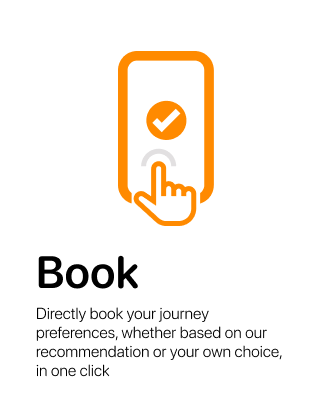 Book
Directly book your journey
preferences, whether based on our
recommendation or your own choice,
in one click